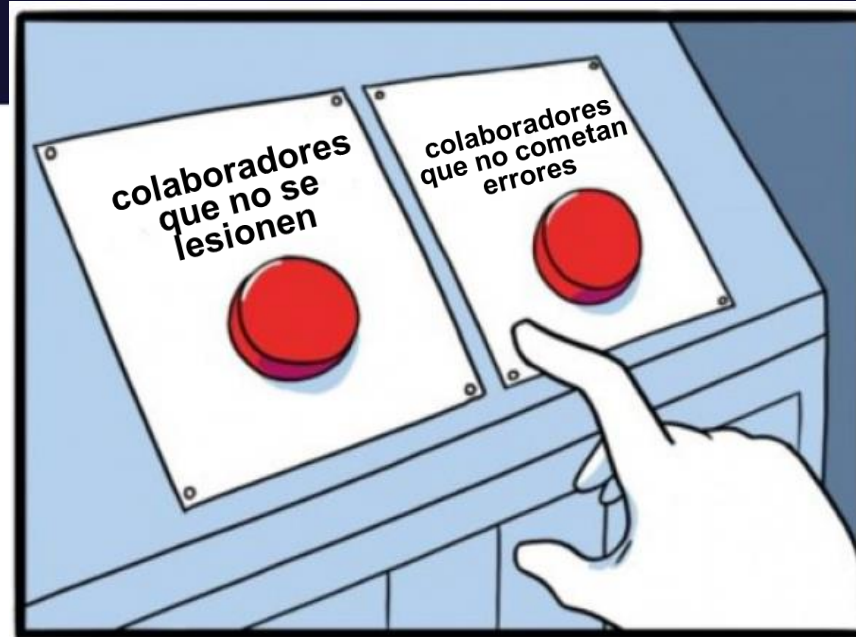 colaboradores
que no se
lesionen
colaboradores
que no cometan
errores